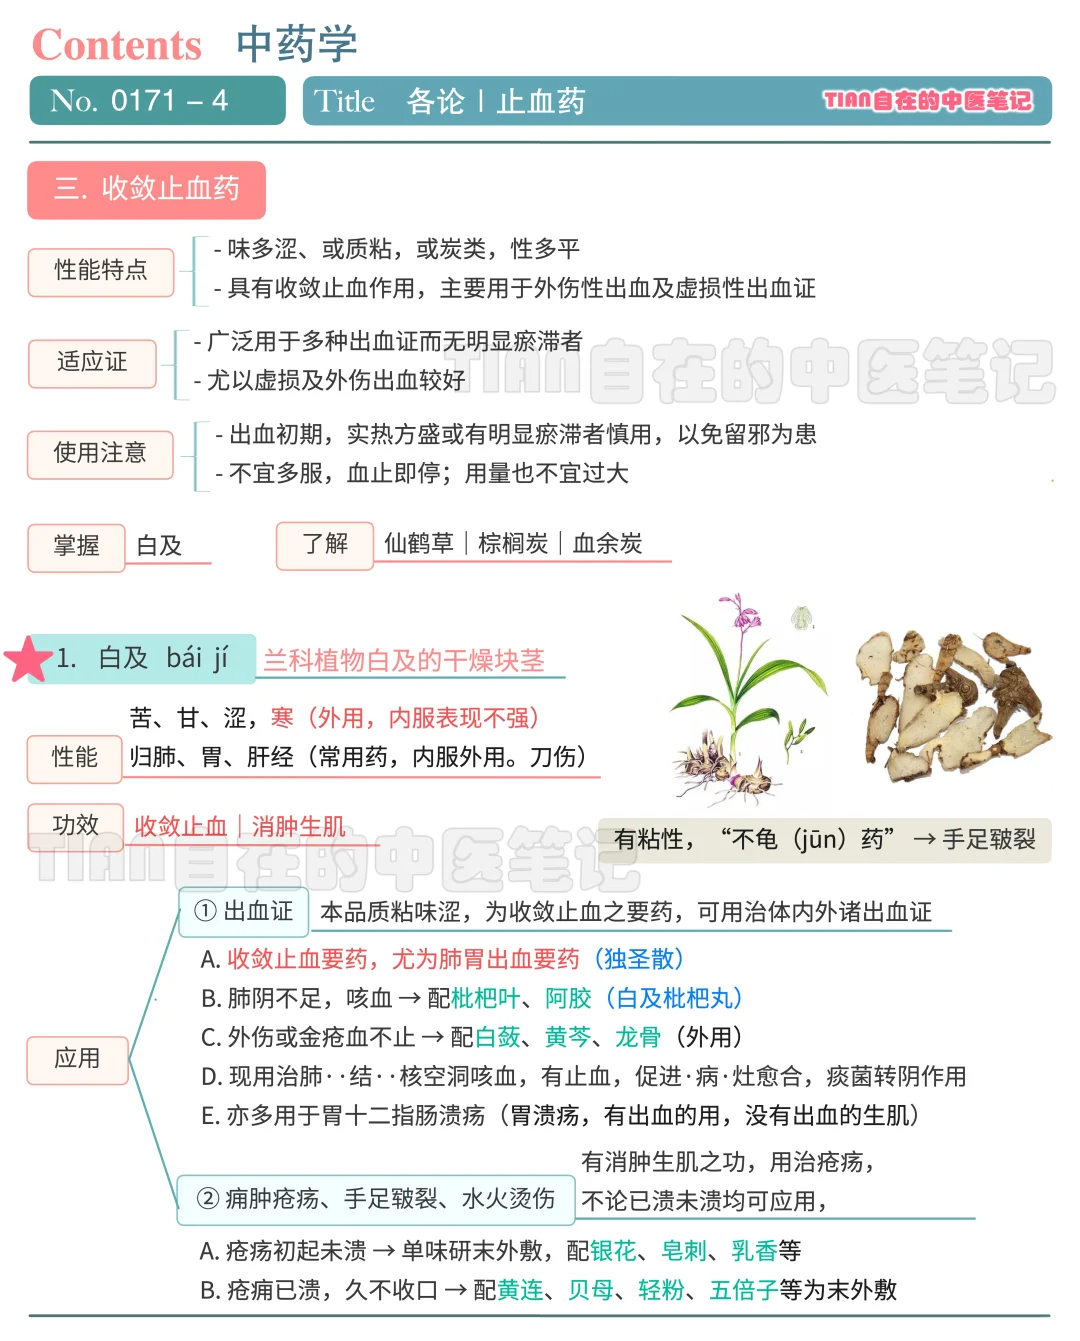 Contents 中药学
No. 0171 – 4
Title 各论丨止血药
TIAN自在的中医笔记
三. 收敛止血药
性能特点
- 味多涩、或质粘，或炭类，性多平
- 具有收敛止血作用，主要用于外伤性出血及虚损性出血证
适应证
- 广泛用于多种出血证而无明显瘀滞者
- 尤以虚损及外伤出血较好
TIAN自在的中医笔记
使用注意
- 出血初期，实热方盛或有明显瘀滞者慎用，以免留邪为患
- 不宜多服，血止即停；用量也不宜过大
掌握 白及
了解 仙鹤草｜棕榈炭｜血余炭
1. 白及 bái jí 兰科植物白及的干燥块茎
性能
苦、甘、涩，寒（外用，内服表现不强）
归肺、胃、肝经（常用药，内服外用。刀伤）
功效 收敛止血｜消肿生肌
有粘性，“不龟（jūn）药” → 手足皲裂
TIAN自在的中医笔记
应用
① 出血证 本品质粘味涩，为收敛止血之要药，可用治体内外诸出血证
A. 收敛止血要药，尤为肺胃出血要药（独圣散）
B. 肺阴不足，咳血 → 配枇杷叶、阿胶（白及枇杷丸）
C. 外伤或金疮血不止 → 配白蔹、黄芩、龙骨（外用）
D. 现用治肺··结··核空洞咳血，有止血，促进·病·灶愈合，痰菌转阴作用
E. 亦多用于胃十二指肠溃疡（胃溃疡，有出血的用，没有出血的生肌）
② 痈肿疮疡、手足皲裂、水火烫伤
有消肿生肌之功，用治疮疡，
不论已溃未溃均可应用，
A. 疮疡初起未溃 → 单味研末外敷，配银花、皂刺、乳香等
B. 疮痈已溃，久不收口 → 配黄连、贝母、轻粉、五倍子等为末外敷